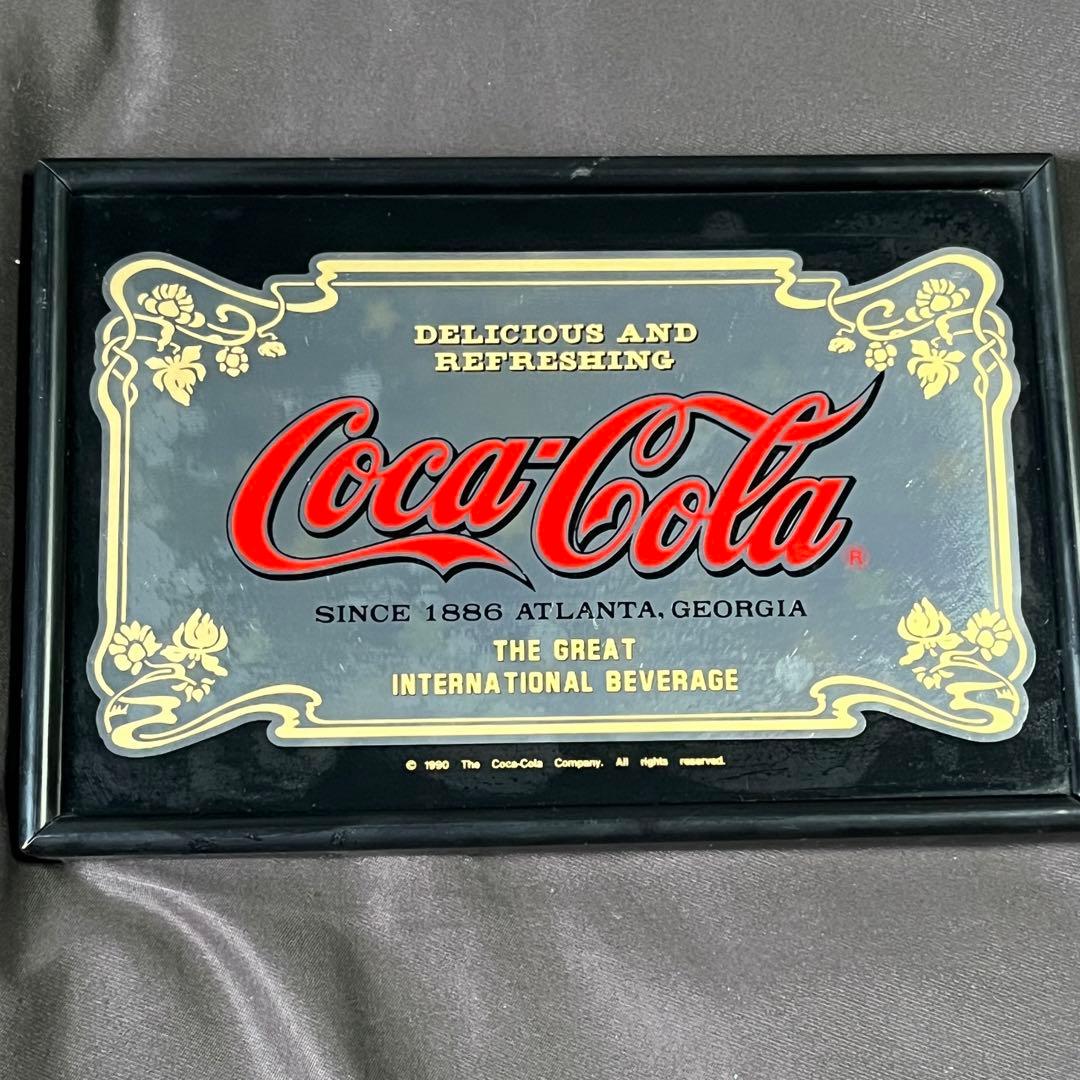 DELICIOUS AND
REFRESHING
Coca-Cola ®
SINCE 1886 ATLANTA, GEORGIA
THE GREAT
INTERNATIONAL BEVERAGE
© 1990 The Coca-Cola Company. All rights reserved.